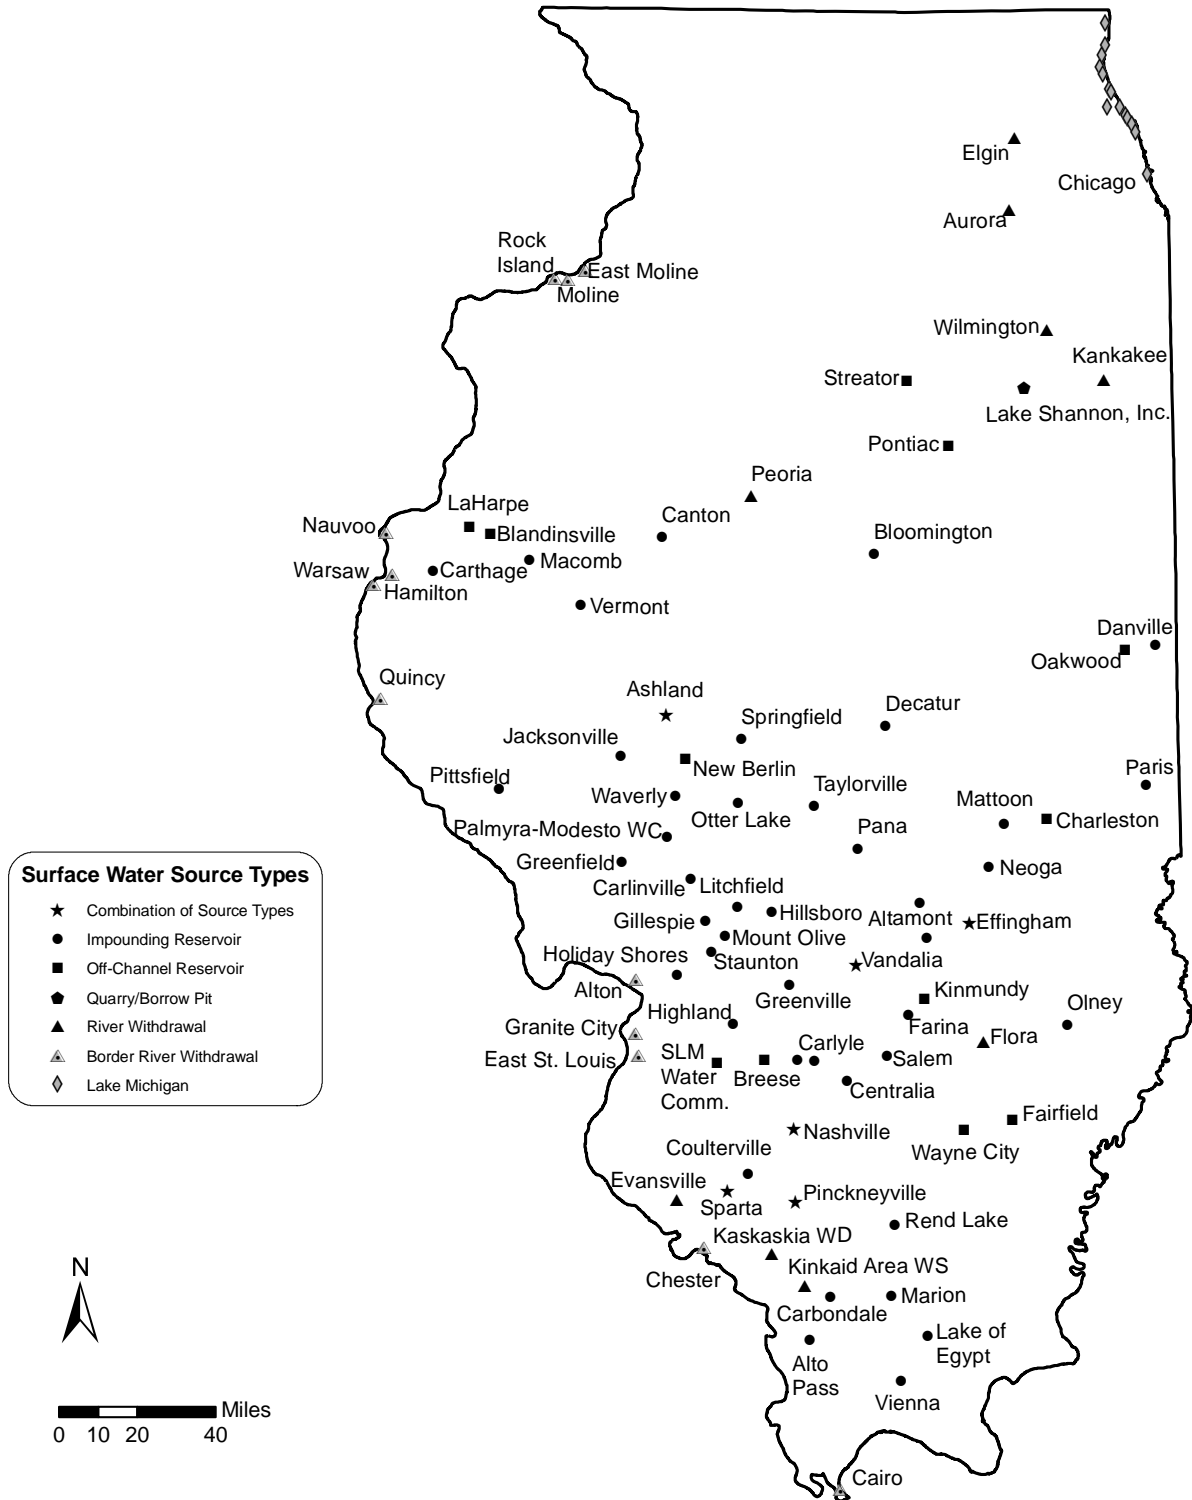 Elgin
Chicago
Aurora
Rock
Island
East Moline
Moline
Wilmington
Kankakee
Streator
Lake Shannon, Inc.
Pontiac
Peoria
LaHarpe
Canton
Nauvoo
Blandinsville
Bloomington
Macomb
Warsaw
Carthage
Hamilton
Vermont
Danville
Oakwood
Quincy
Ashland
Decatur
Springfield
Jacksonville
New Berlin
Paris
Pittsfield
Taylorville
Waverly
Mattoon
Otter Lake
Charleston
Pana
Palmyra-Modesto WC
Greenfield
Neoga
Carlinville
Litchfield
Hillsboro
Altamont
Effingham
Gillespie
Mount Olive
Holiday Shores
Staunton
Vandalia
Alton
Greenville
Kinmundy
Olney
Highland
Farina
Granite City
Flora
Carlyle
East St. Louis
SLM
Water
Comm.
Breese
Salem
Centralia
Fairfield
Nashville
Wayne City
Coulterville
Evansville
Pinckneyville
Sparta
Rend Lake
Kaskaskia WD
Kinkaid Area WS
Chester
Marion
Carbondale
Lake of
Egypt
Alto
Pass
Vienna
Cairo
Surface Water Source Types
Combination of Source Types
Impounding Reservoir
Off-Channel Reservoir
Quarry/Borrow Pit
River Withdrawal
Border River Withdrawal
Lake Michigan
N
Miles
0 10 20 40